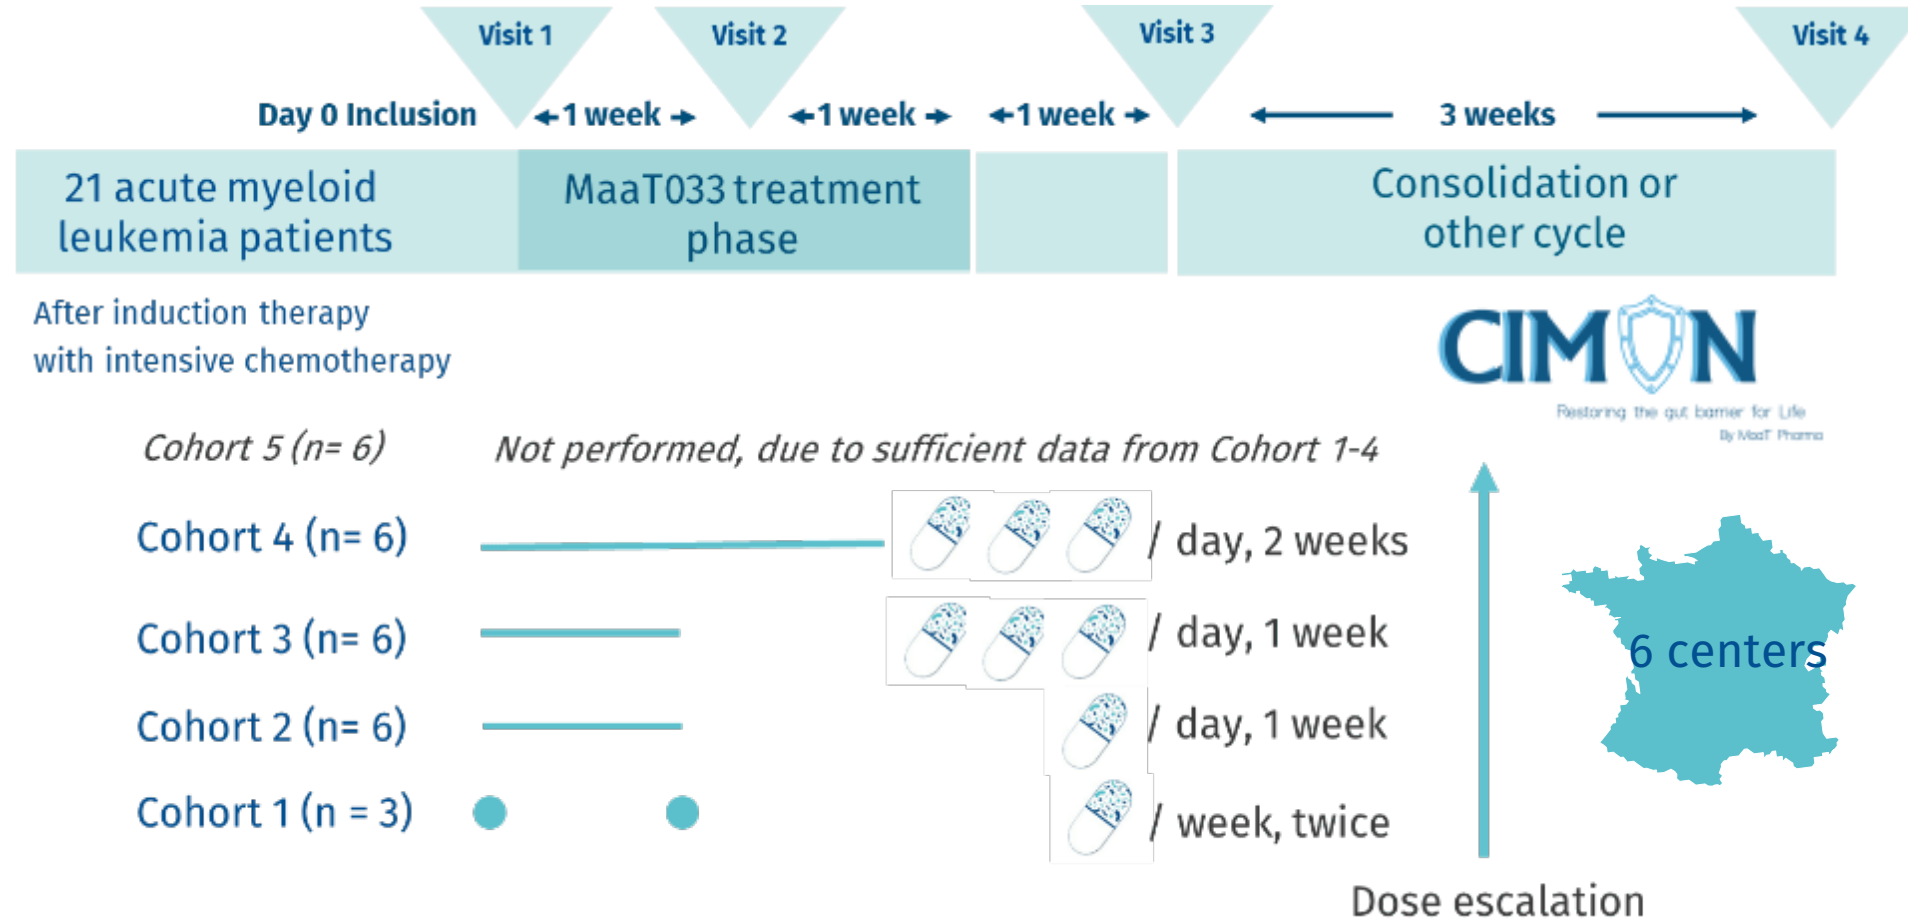 Visit 1
Visit 2
Visit 3
Visit 4
Day 0 Inclusion
1 week
1 week
1 week
3 weeks
21 acute myeloid
leukemia patients
MaaT033 treatment
phase
Consolidation or
other cycle
After induction therapy
with intensive chemotherapy
CIMON
Restoring the gut barrier for Life
By MaaT Pharma
Cohort 5 (n= 6)
Not performed, due to sufficient data from Cohort 1-4
Cohort 4 (n= 6)
/ day, 2 weeks
Cohort 3 (n= 6)
/ day, 1 week
Cohort 2 (n= 6)
/ day, 1 week
Cohort 1 (n = 3)
/ week, twice
6 centers
Dose escalation